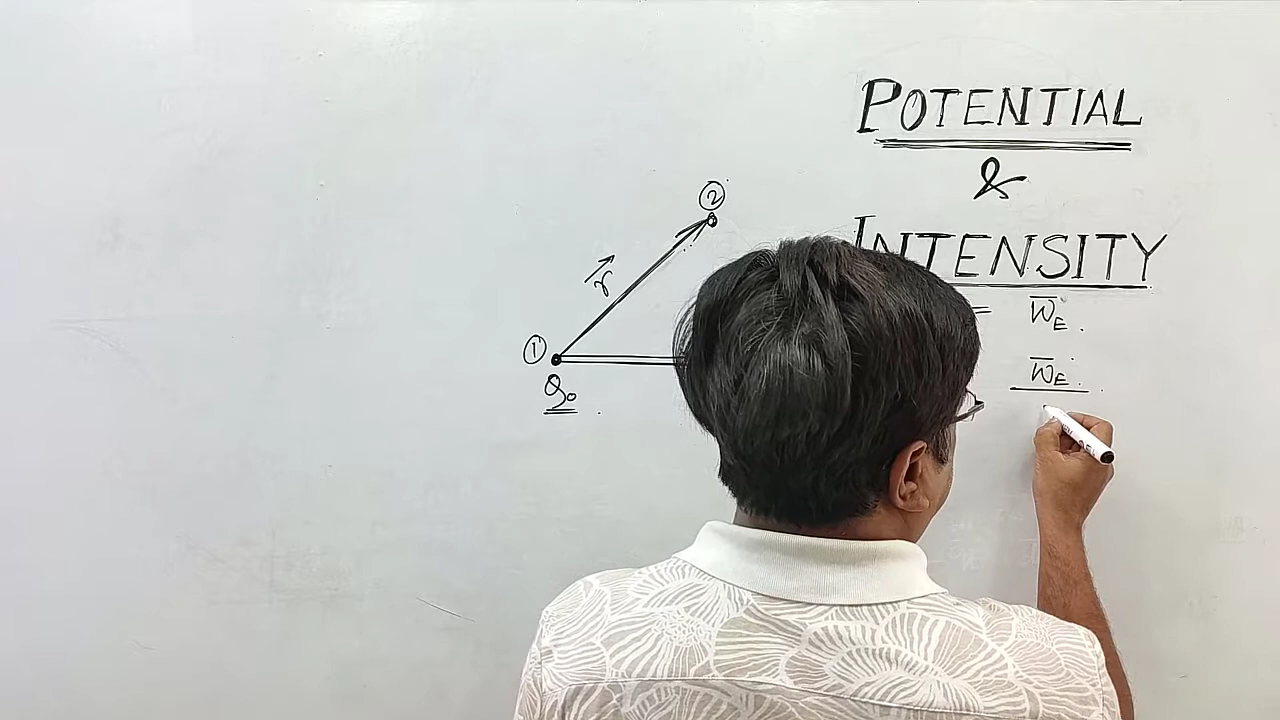 POTENTIAL
&
INTENSITY
②
r⃗
= W̅E.
①
W̅E.
Q₀